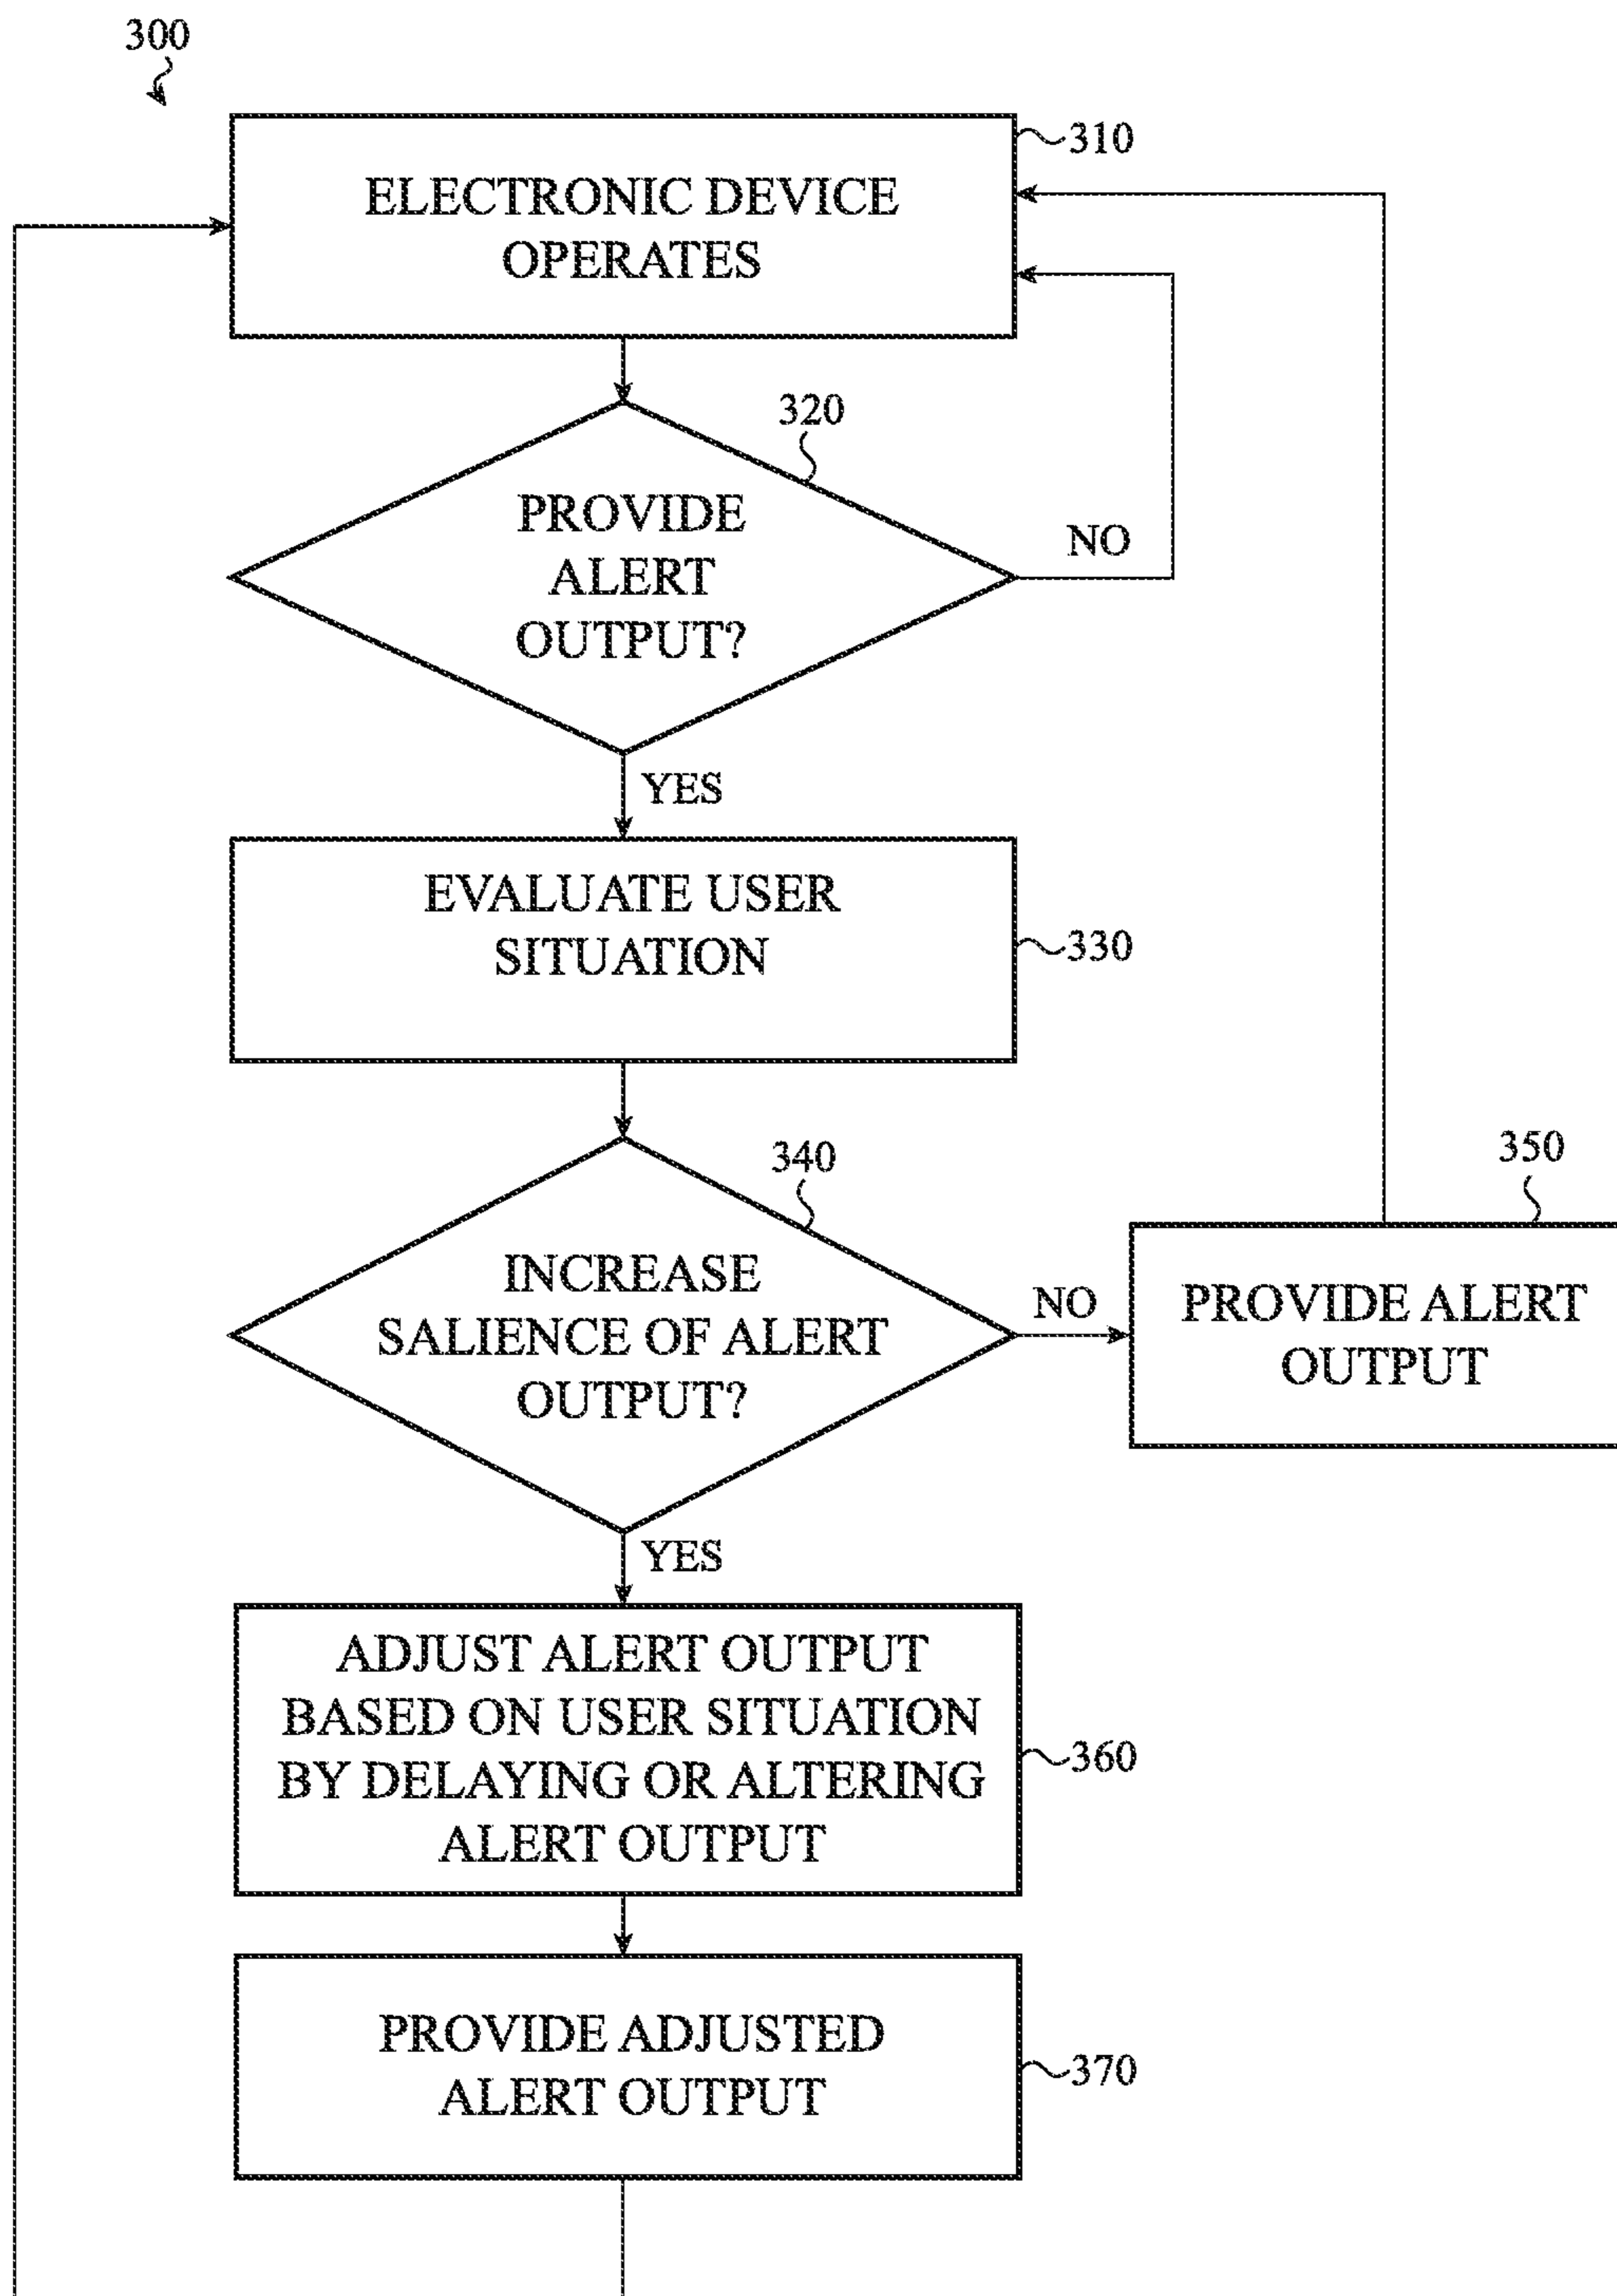 300
310
ELECTRONIC DEVICE
OPERATES
320
PROVIDE
ALERT
OUTPUT?
NO
YES
EVALUATE USER
SITUATION
330
340
INCREASE
SALIENCE OF ALERT
OUTPUT?
NO
350
PROVIDE ALERT
OUTPUT
YES
ADJUST ALERT OUTPUT
BASED ON USER SITUATION
BY DELAYING OR ALTERING
ALERT OUTPUT
360
PROVIDE ADJUSTED
ALERT OUTPUT
370